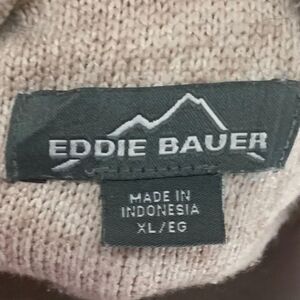 EDDIE BAUER
MADE IN
INDONESIA
XL/EG